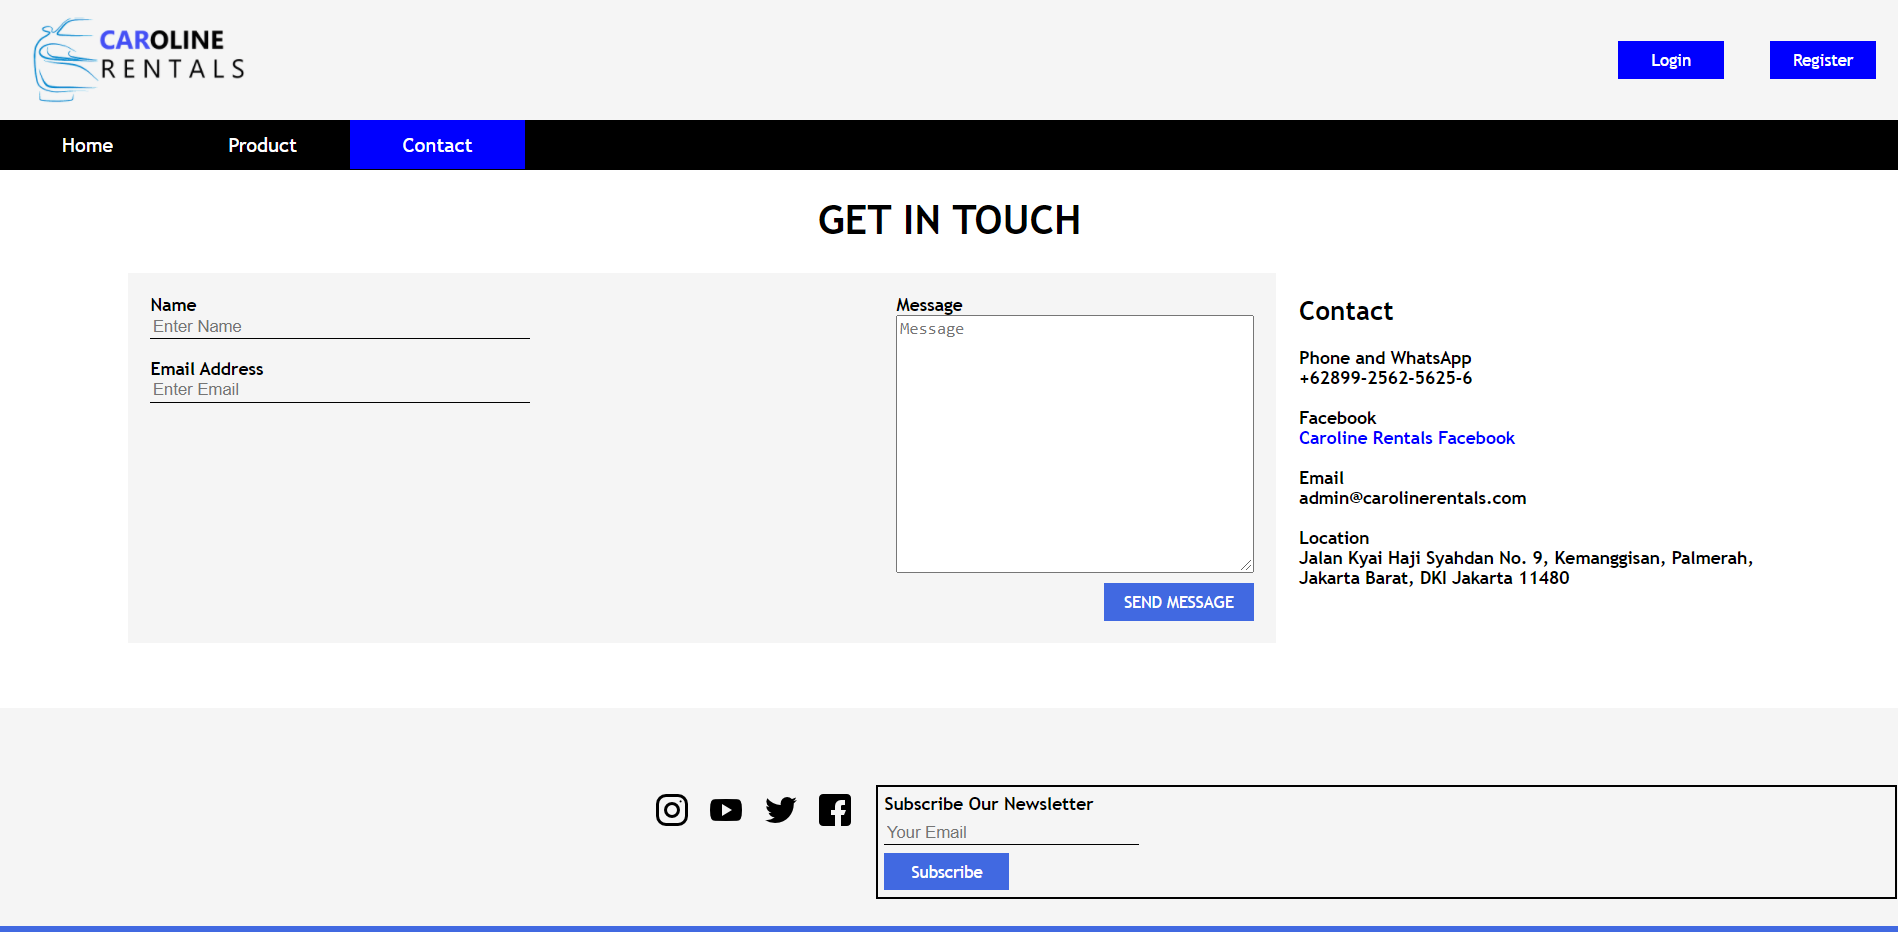 CAROLINE
RENTALS
Login
Register
Home
Product
Contact
GET IN TOUCH
Name
Enter Name
Email Address
Enter Email
Message
Message
SEND MESSAGE
Contact
Phone and WhatsApp
+62899-2562-5625-6
Facebook
Caroline Rentals Facebook
Email
admin@carolinerentals.com
Location
Jalan Kyai Haji Syahdan No. 9, Kemanggisan, Palmerah,
Jakarta Barat, DKI Jakarta 11480
Subscribe Our Newsletter
Your Email
Subscribe